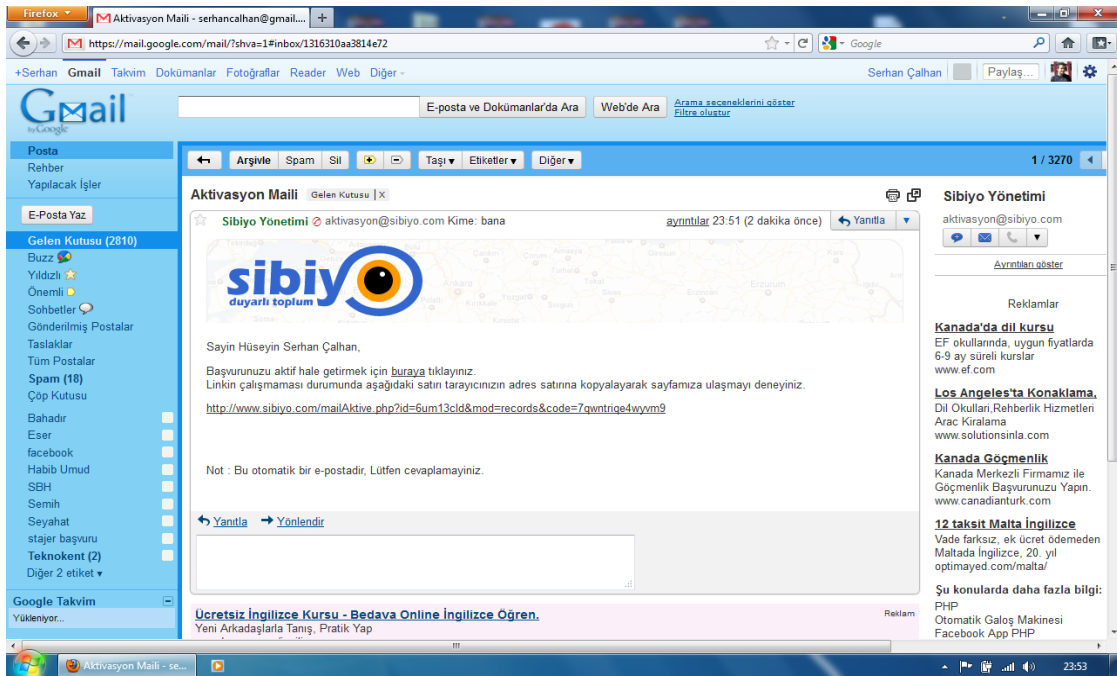 Firefox
Aktivasyon Maili - serhancalhan@gmail....
https://mail.google.com/mail/?shva=1#inbox/1316310aa3814e72
Google
+Serhan Gmail Takvim Dokümanlar Fotoğraflar Reader Web Diğer
Serhan Çalhan
Paylaş...
Gmail
by Google
E-posta ve Dokümanlar'da Ara
Web'de Ara
Arama seçeneklerini göster
Filtre oluştur
Posta
Rehber
Yapılacak İşler
E-Posta Yaz
Gelen Kutusu (2810)
Buzz
Yıldızlı
Önemli
Sohbetler
Gönderilmiş Postalar
Taslaklar
Tüm Postalar
Spam (18)
Çöp Kutusu
Bahadır
Eser
facebook
Habib Umud
SBH
Semih
Seyahat
stajer başvuru
Teknokent (2)
Diğer 2 etiket
Google Takvim
Yükleniyor...
Arşivle Spam Sil Taşı Etiketler Diğer
1 / 3270
Aktivasyon Maili Gelen Kutusu | X
Sibiyo Yönetimi aktivasyon@sibiyo.com Kime: bana
ayrıntılar 23:51 (2 dakika önce) Yanıtla
sibiyo
duyarlı toplum
Sayin Hüseyin Serhan Çalhan,
Başvurunuzu aktif hale getirmek için buraya tıklayınız.
Linkin çalışmaması durumunda aşağıdaki satırı tarayıcınızın adres satırına kopyalayarak sayfamıza ulaşmayı deneyiniz.
http://www.sibiyo.com/mailAktive.php?id=6um13cld&mod=records&code=7qwntriqe4wyvm9
Not : Bu otomatik bir e-postadir, Lütfen cevaplamayiniz.
Yanıtla Yönlendir
Ücretsiz İngilizce Kursu - Bedava Online İngilizce Öğren.
Reklam
Yeni Arkadaşlarla Tanış, Pratik Yap
Sibiyo Yönetimi
aktivasyon@sibiyo.com
Ayrıntıları göster
Reklamlar
Kanada'da dil kursu
EF okullarında, uygun fiyatlarda
6-9 ay süreli kurslar
www.ef.com
Los Angeles'ta Konaklama,
Dil Okullari,Rehberlik Hizmetleri
Arac Kiralama
www.solutionsinla.com
Kanada Göçmenlik
Kanada Merkezli Firmamız ile
Göçmenlik Başvurunuzu Yapın.
www.canadianturk.com
12 taksit Malta İngilizce
Vade farksız, ek ücret ödemeden
Maltada İngilizce, 20. yıl
optimayed.com/malta/
Şu konularda daha fazla bilgi:
PHP
Otomatik Galoş Makinesi
Facebook App PHP
Aktivasyon Maili - se...
23:53